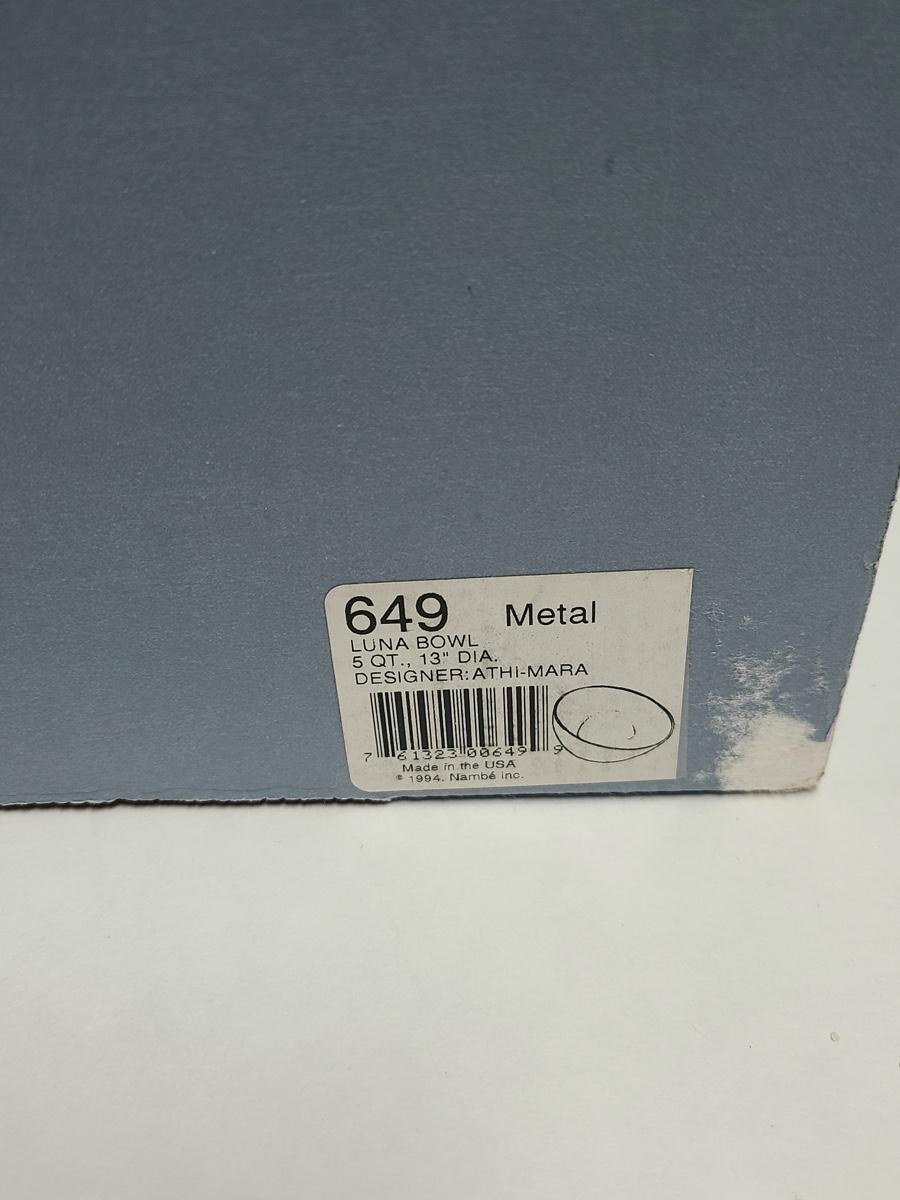 649 Metal
LUNA BOWL
5 QT., 13" DIA.
DESIGNER: ATHI-MARA
7 61323 00649 9
Made in the USA
© 1994, Nambé inc.